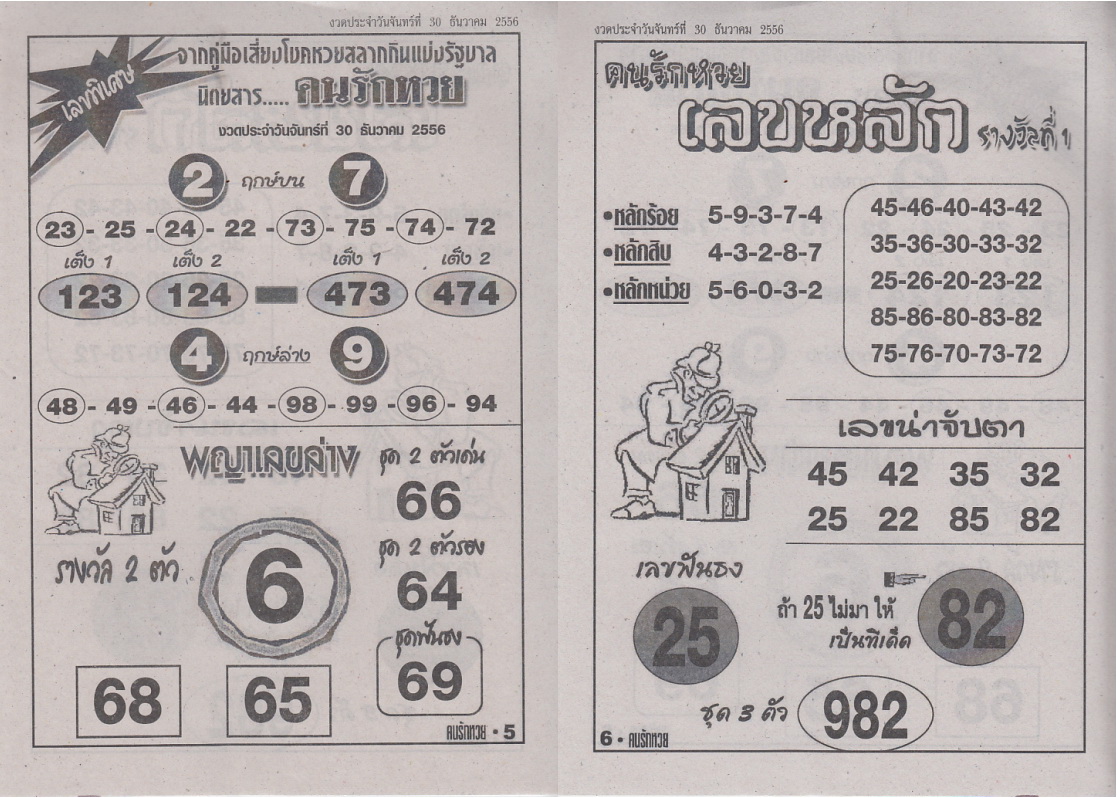 งวดประจำวันจันทร์ที่ 30 ธันวาคม 2556
เลขพิเศษ
จากคู่มือเสี่ยงโชคหวยสลากกินแบ่งรัฐบาล
นิตยสาร..... คนรักหวย
งวดประจำวันจันทร์ที่ 30 ธันวาคม 2556
2 ฤกษ์บน 7
23 - 25 - 24 - 22 - 73 - 75 - 74 - 72
เต็ง 1 เต็ง 2 เต็ง 1 เต็ง 2
123 124 - 473 474
4 ฤกษ์ล่าง 9
48 - 49 - 46 - 44 - 98 - 99 - 96 - 94
พญาเลขล่าง
ชุด 2 ตัวเด่น
66
รางวัล 2 ตัว
6
ชุด 2 ตัวรอง
64
ชุดฟันธง
69
68 65
คนรักหวย • 5
งวดประจำวันจันทร์ที่ 30 ธันวาคม 2556
คนรักหวย
เลขหลัก รางวัลที่ 1
•หลักร้อย 5-9-3-7-4
•หลักสิบ 4-3-2-8-7
•หลักหน่วย 5-6-0-3-2
45-46-40-43-42
35-36-30-33-32
25-26-20-23-22
85-86-80-83-82
75-76-70-73-72
เลขน่าจับตา
45 42 35 32
25 22 85 82
เลขฟันธง
25
ถ้า 25 ไม่มา ให้
เป็นทีเด็ด
82
ชุด 3 ตัว 982
6 • คนรักหวย